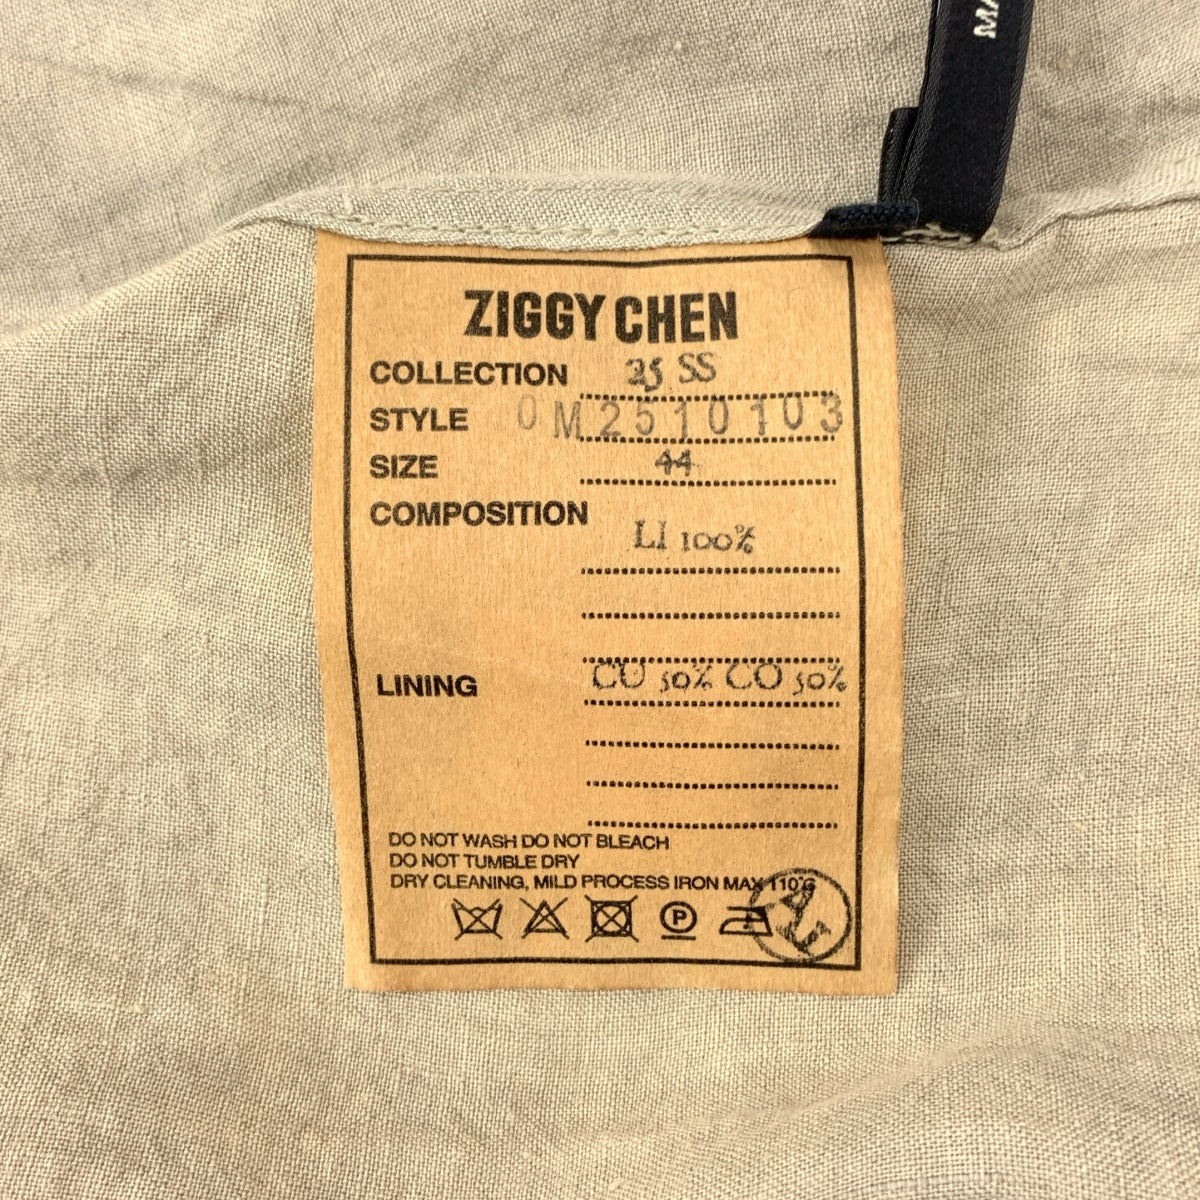 MA
W
ZIGGY CHEN
COLLECTION 25 SS
STYLE 0M2510103
SIZE 44
COMPOSITION
LI 100%
LINING CU 50% CO 50%
DO NOT WASH DO NOT BLEACH
DO NOT TUMBLE DRY
DRY CLEANING, MILD PROCESS IRON MAX 110°C
P